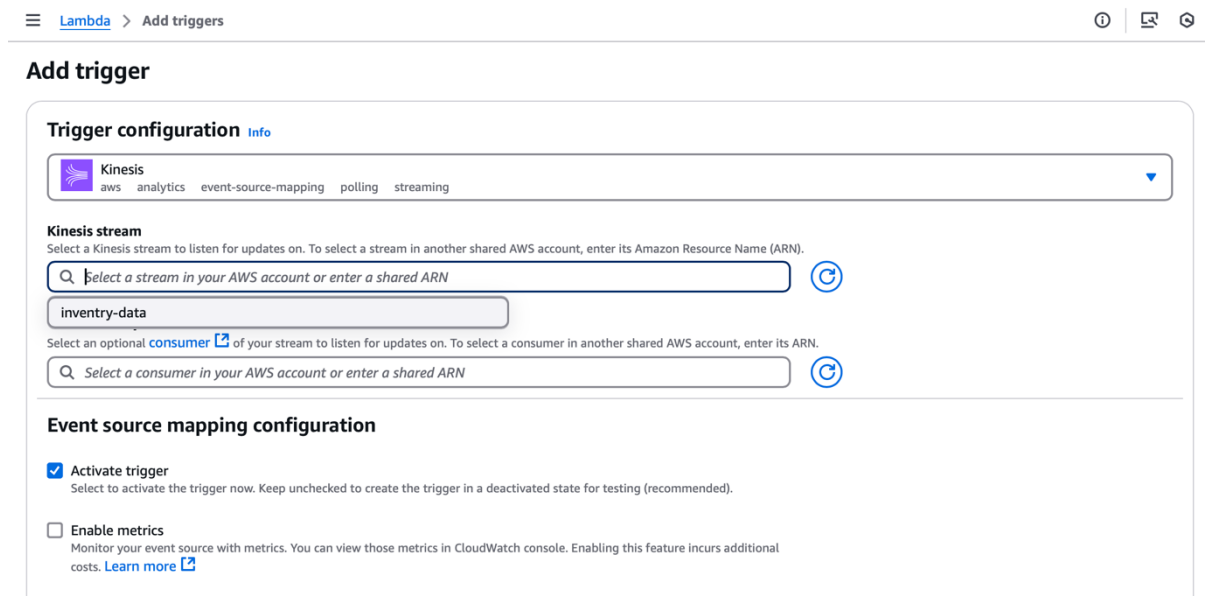 Lambda > Add triggers
Add trigger
Trigger configuration Info
Kinesis
aws analytics event-source-mapping polling streaming
Kinesis stream
Select a Kinesis stream to listen for updates on. To select a stream in another shared AWS account, enter its Amazon Resource Name (ARN).
Select a stream in your AWS account or enter a shared ARN
inventry-data
Select an optional consumer of your stream to listen for updates on. To select a consumer in another shared AWS account, enter its ARN.
Select a consumer in your AWS account or enter a shared ARN
Event source mapping configuration
Activate trigger
Select to activate the trigger now. Keep unchecked to create the trigger in a deactivated state for testing (recommended).
Enable metrics
Monitor your event source with metrics. You can view those metrics in CloudWatch console. Enabling this feature incurs additional
costs. Learn more